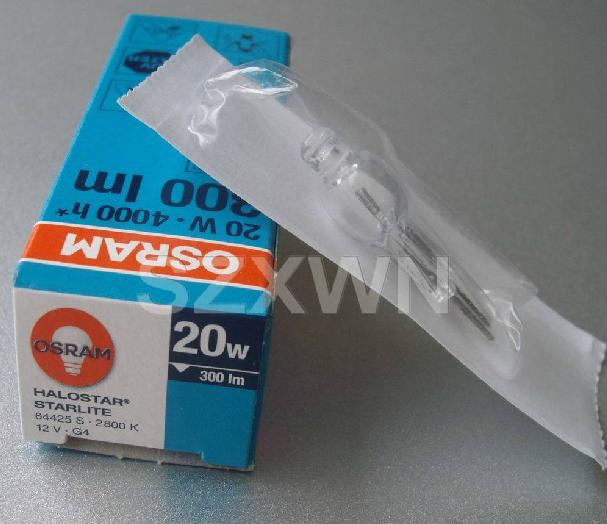 20 W · 4000 h*
300 lm
OSRAM
OSRAM
20W
300 lm
HALOSTAR®
STARLITE
64425 S · 2800 K
12 V · G4
SZXWN